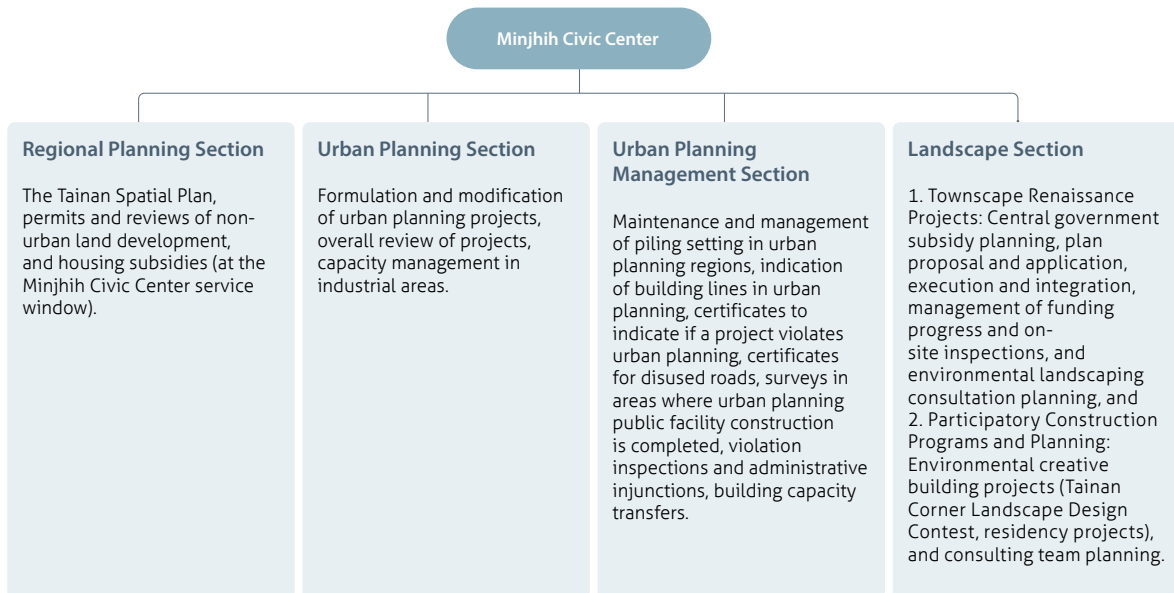 Minjhih Civic Center
Regional Planning Section
The Tainan Spatial Plan,
permits and reviews of non-
urban land development,
and housing subsidies (at the
Minjhih Civic Center service
window).
Urban Planning Section
Formulation and modification
of urban planning projects,
overall review of projects,
capacity management in
industrial areas.
Urban Planning
Management Section
Maintenance and management
of piling setting in urban
planning regions, indication
of building lines in urban
planning, certificates to
indicate if a project violates
urban planning, certificates
for disused roads, surveys in
areas where urban planning
public facility construction
is completed, violation
inspections and administrative
injunctions, building capacity
transfers.
Landscape Section
1. Townscape Renaissance
Projects: Central government
subsidy planning, plan
proposal and application,
execution and integration,
management of funding
progress and on-
site inspections, and
environmental landscaping
consultation planning, and
2. Participatory Construction
Programs and Planning:
Environmental creative
building projects (Tainan
Corner Landscape Design
Contest, residency projects),
and consulting team planning.